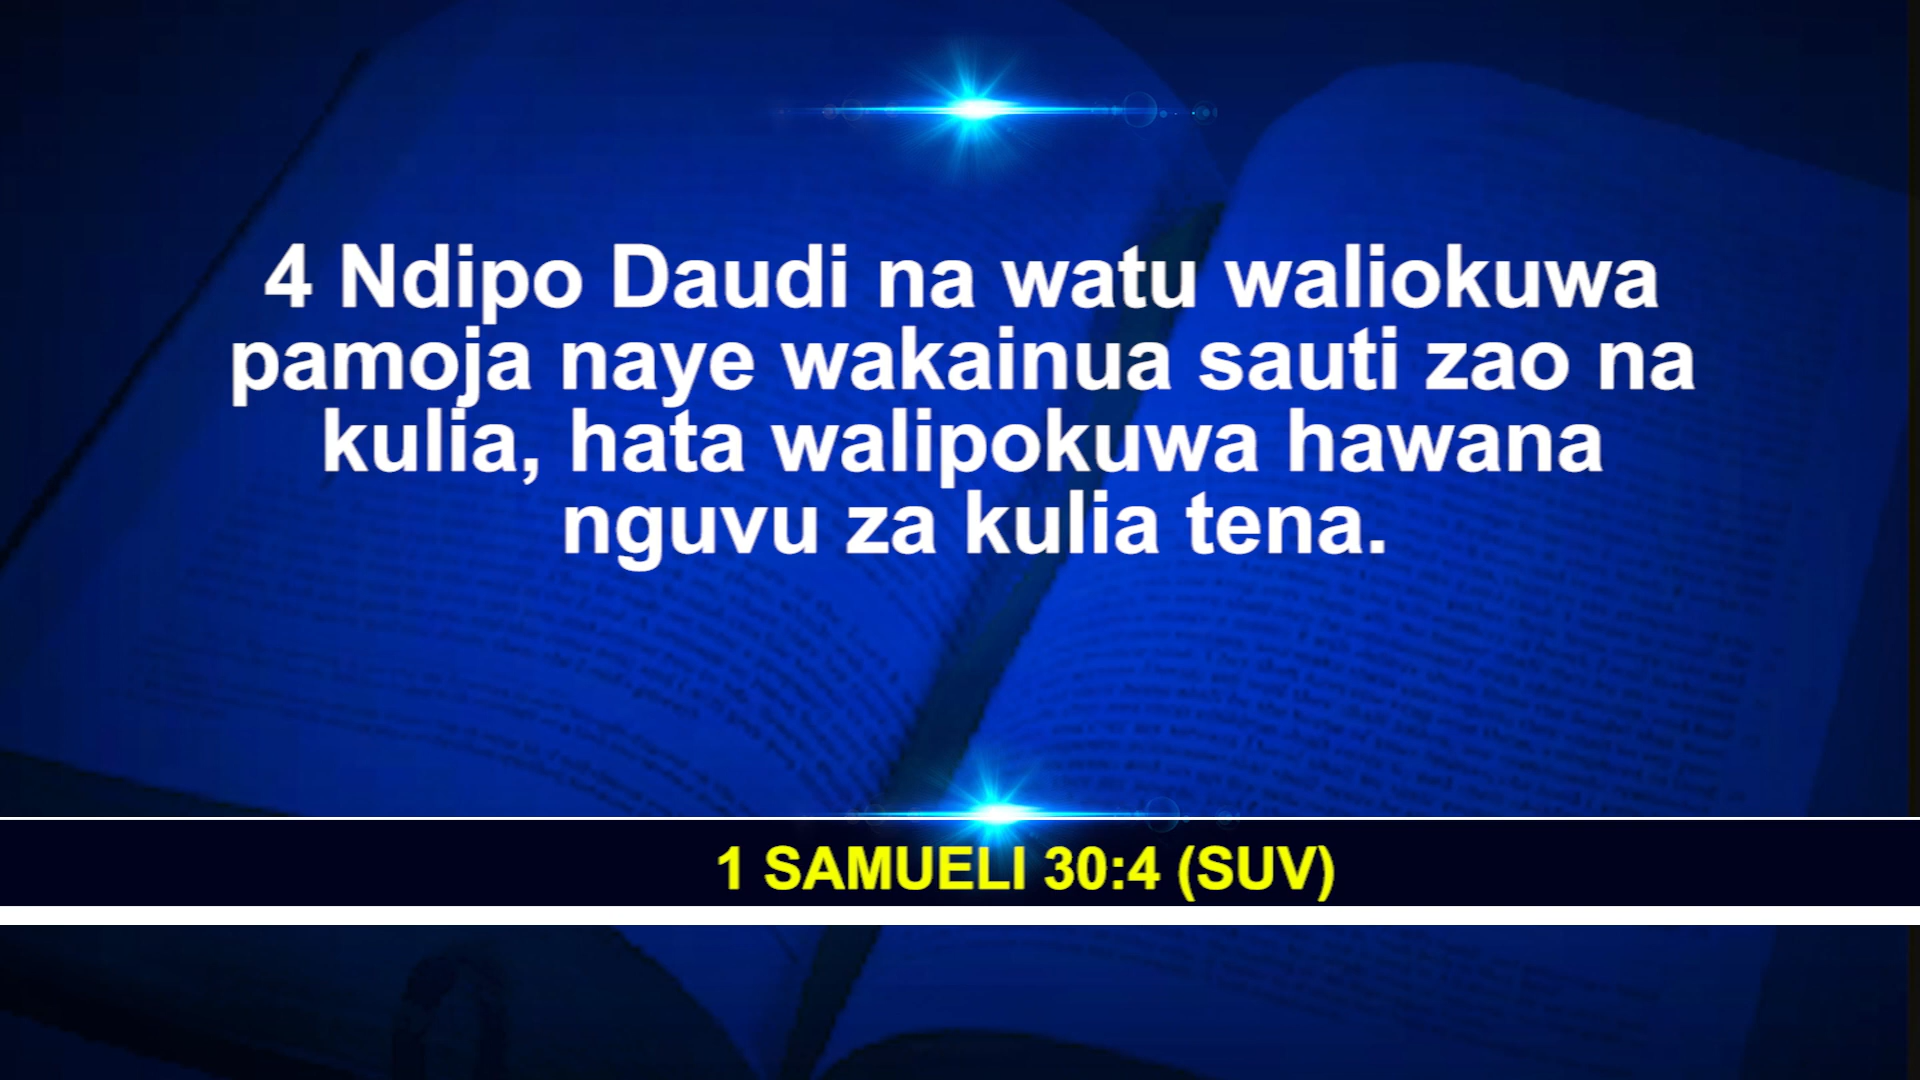 4 Ndipo Daudi na watu waliokuwa
pamoja naye wakainua sauti zao na
kulia, hata walipokuwa hawana
nguvu za kulia tena.
1 SAMUELI 30:4 (SUV)